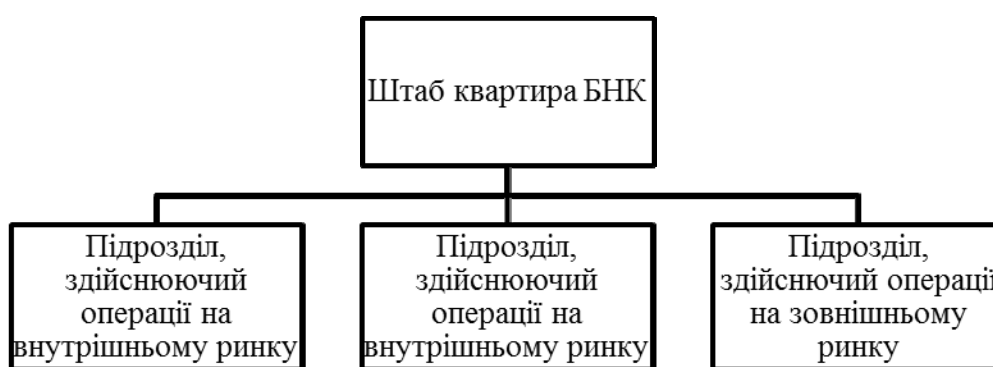 Штаб квартира БНК
Підрозділ,
здійснюючий
операції на
внутрішньому ринку
Підрозділ,
здійснюючий
операції на
внутрішньому ринку
Підрозділ,
здійснючий операції
на зовнішньому
ринку